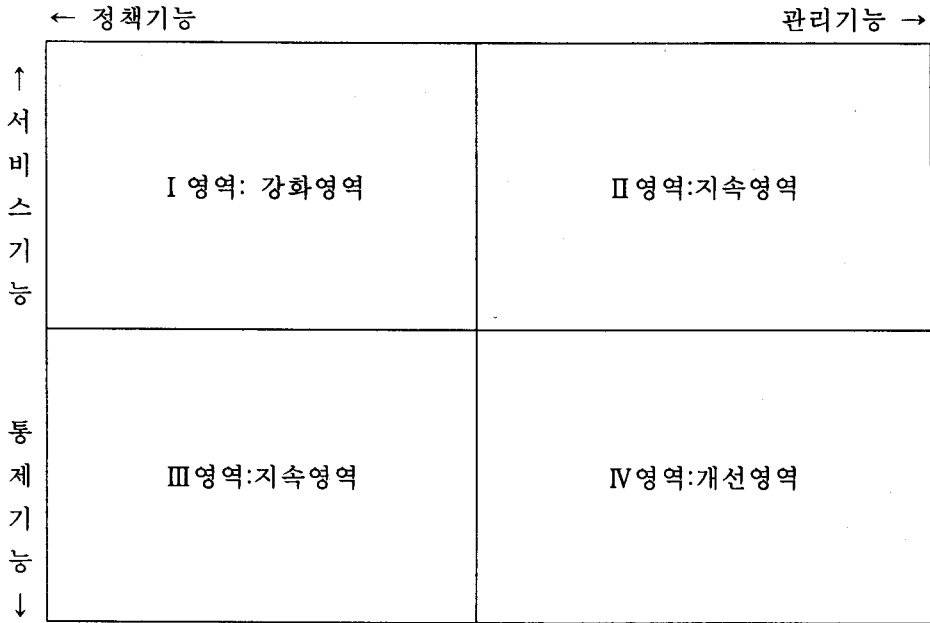 ← 정책기능 관리기능 →
↑
서
비
스
기
능
Ⅰ 영역: 강화영역 Ⅱ영역:지속영역
통
제
기
능
↓
Ⅲ영역:지속영역 Ⅳ영역:개선영역